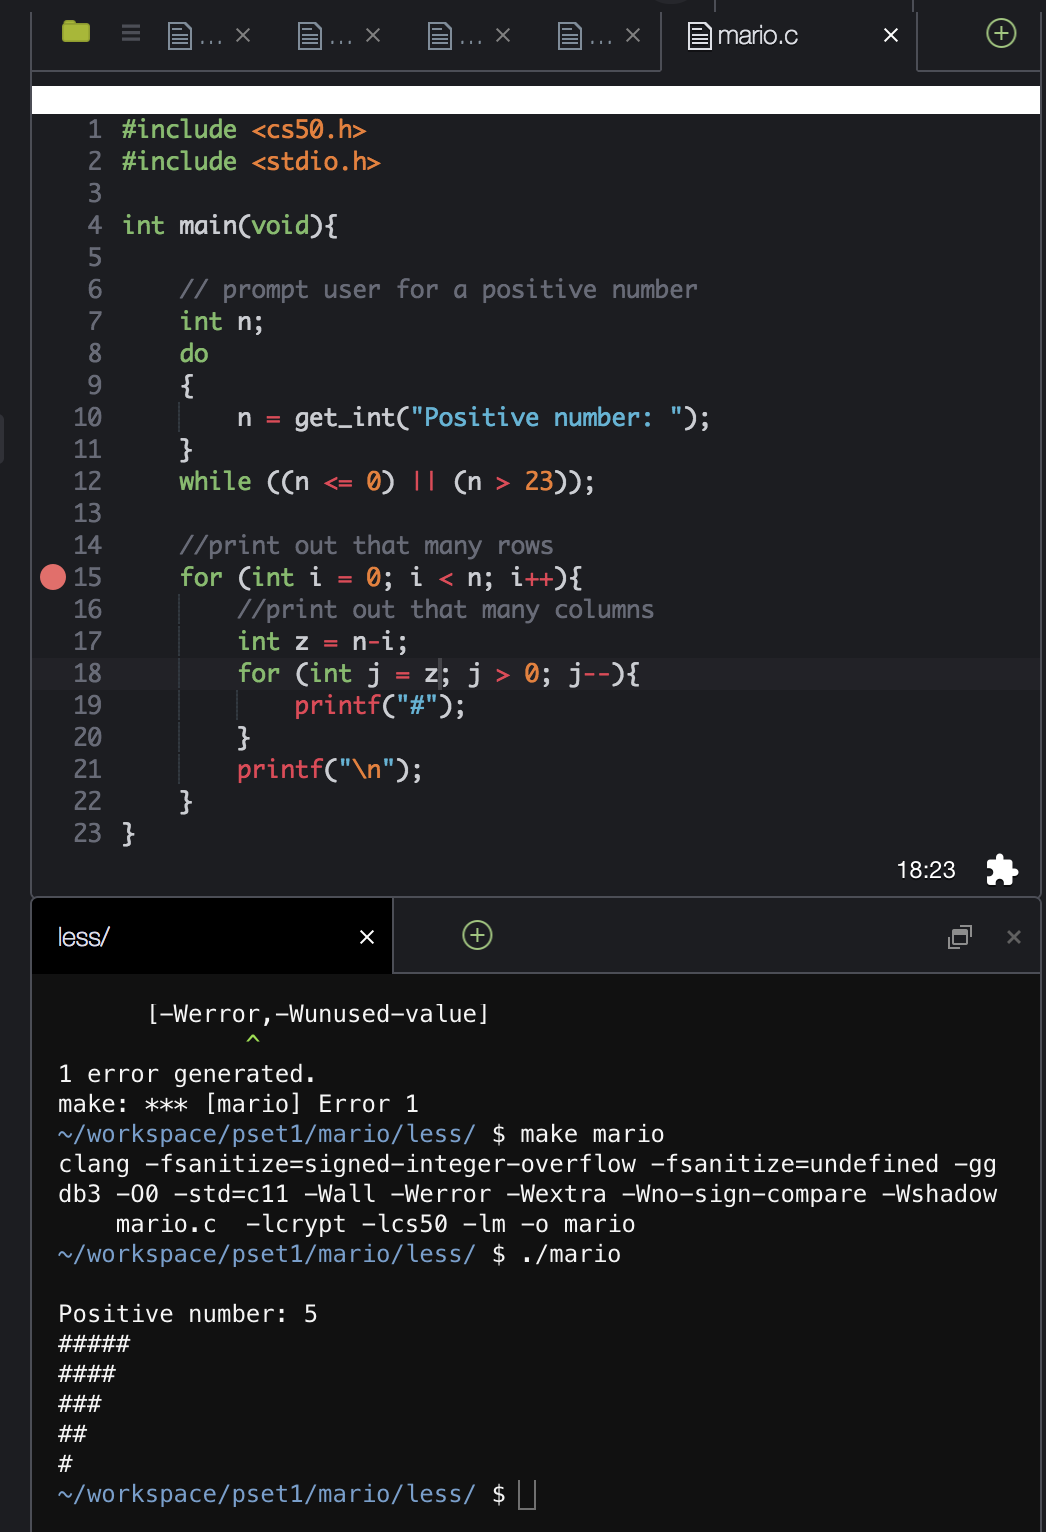 ... × ... × ... × ... × mario.c ×
1 #include <cs50.h>
2 #include <stdio.h>
3
4 int main(void){
5
6     // prompt user for a positive number
7     int n;
8     do
9     {
10         n = get_int("Positive number: ");
11     }
12     while ((n <= 0) || (n > 23));
13
14     //print out that many rows
15     for (int i = 0; i < n; i++){
16         //print out that many columns
17         int z = n-i;
18         for (int j = z; j > 0; j--){
19             printf("#");
20         }
21         printf("\n");
22     }
23 }
18:23
less/ ×
[-Werror,-Wunused-value]
^
1 error generated.
make: *** [mario] Error 1
~/workspace/pset1/mario/less/ $ make mario
clang -fsanitize=signed-integer-overflow -fsanitize=undefined -gg
db3 -O0 -std=c11 -Wall -Werror -Wextra -Wno-sign-compare -Wshadow
    mario.c  -lcrypt -lcs50 -lm -o mario
~/workspace/pset1/mario/less/ $ ./mario

Positive number: 5
#####
####
###
##
#
~/workspace/pset1/mario/less/ $